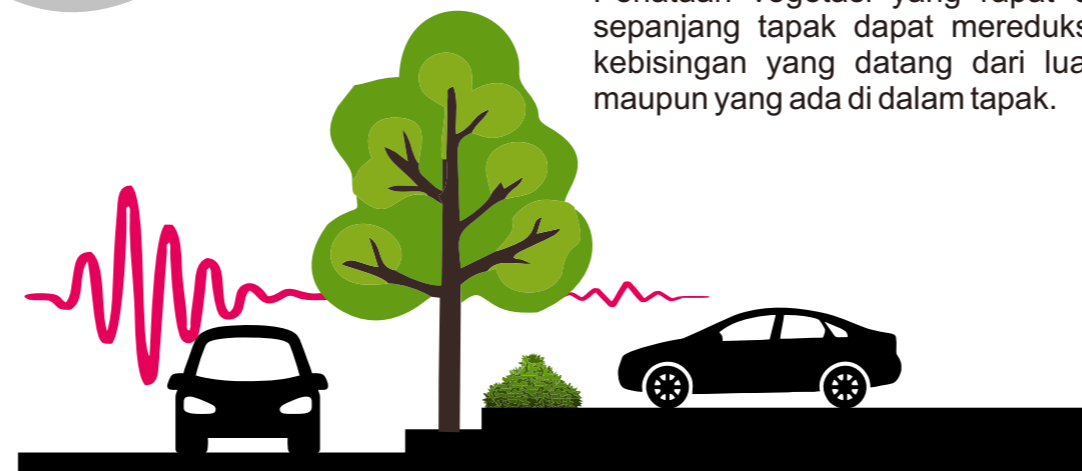 sepanjang tapak dapat mereduks
kebisingan yang datang dari lua
maupun yang ada di dalam tapak.